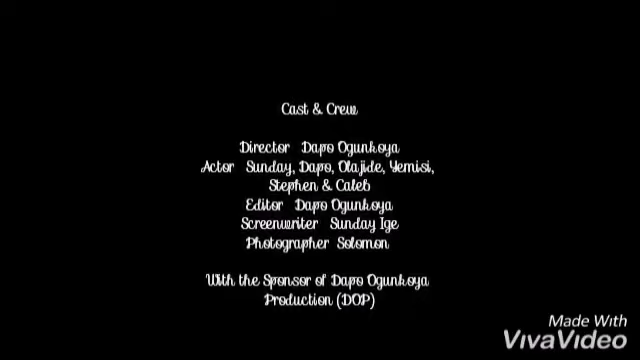 Cast & Crew
Director Dapo Ogunkoya
Actor Sunday, Dapo, Olajide, Yemisi,
Stephen & Caleb
Editor Dapo Ogunkoya
Screenwriter Sunday Ige
Photographer Solomon
With the Sponsor of Dapo Ogunkoya
Production (DOP)
Made With
VivaVideo